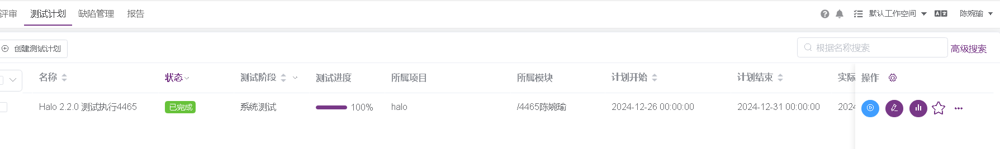 评审 测试计划 缺陷管理 报告 默认工作空间 陈婉瑜
创建测试计划 根据名称搜索 高级搜索
名称 状态 测试阶段 测试进度 所属项目 所属模块 计划开始 计划结束 实际 操作
Halo 2.2.0 测试执行4465 已完成 系统测试 100% halo /4465陈婉瑜 2024-12-26 00:00:00 2024-12-31 00:00:00 2024